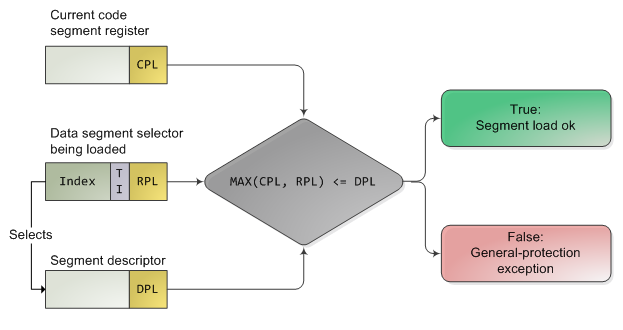 Current code
segment register
CPL
Data segment selector
being loaded
Index
T
I
RPL
Selects
Segment descriptor
DPL
MAX(CPL, RPL) <= DPL
True:
Segment load ok
False:
General-protection
exception